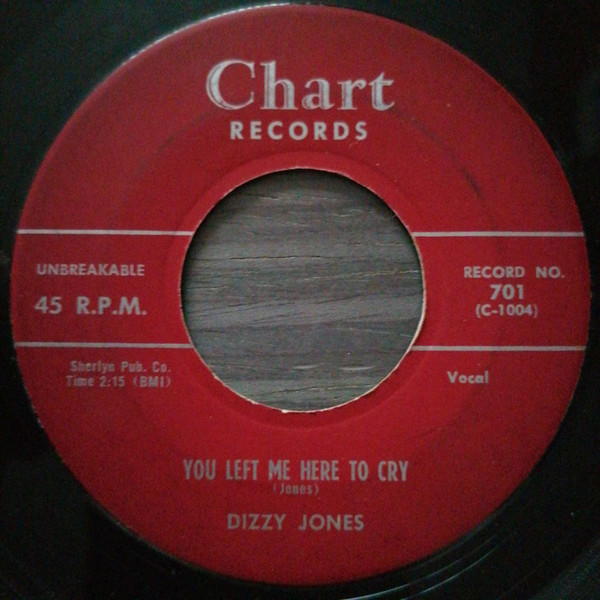 Chart
RECORDS
UNBREAKABLE
45 R.P.M.
RECORD NO.
701
(C-1004)
Sherlyn Pub. Co.
Time 2:15 (BMI)
Vocal
YOU LEFT ME HERE TO CRY
(Jones)
DIZZY JONES